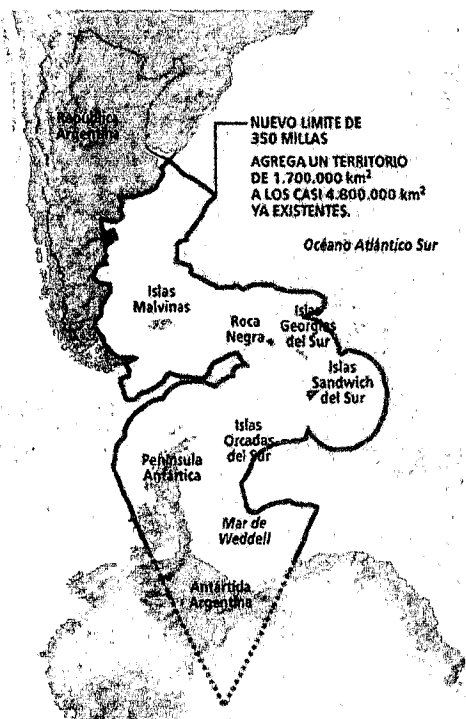 República
Argentina
NUEVO LIMITE DE
350 MILLAS
AGREGA UN TERRITORIO
DE 1.700.000 km²
A LOS CASI 4.800.000 km²
YA EXISTENTES.
Océano Atlántico Sur
Islas
Malvinas
Roca
Negra
Islas
Georgias
del Sur
Islas
Sandwich
del Sur
Islas
Orcadas
del Sur
Península
Antártica
Mar de
Weddell
Antártida
Argentina